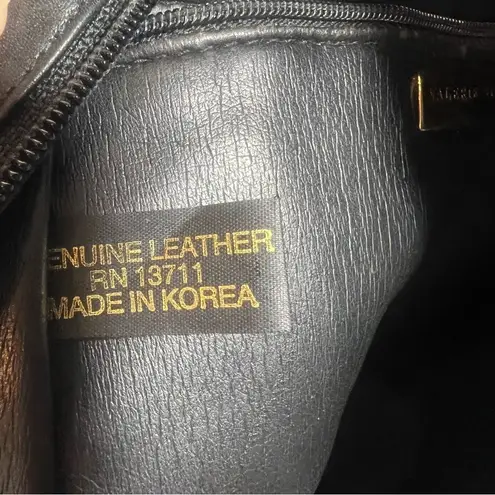 ENUINE LEATHER
RN 13711
MADE IN KOREA